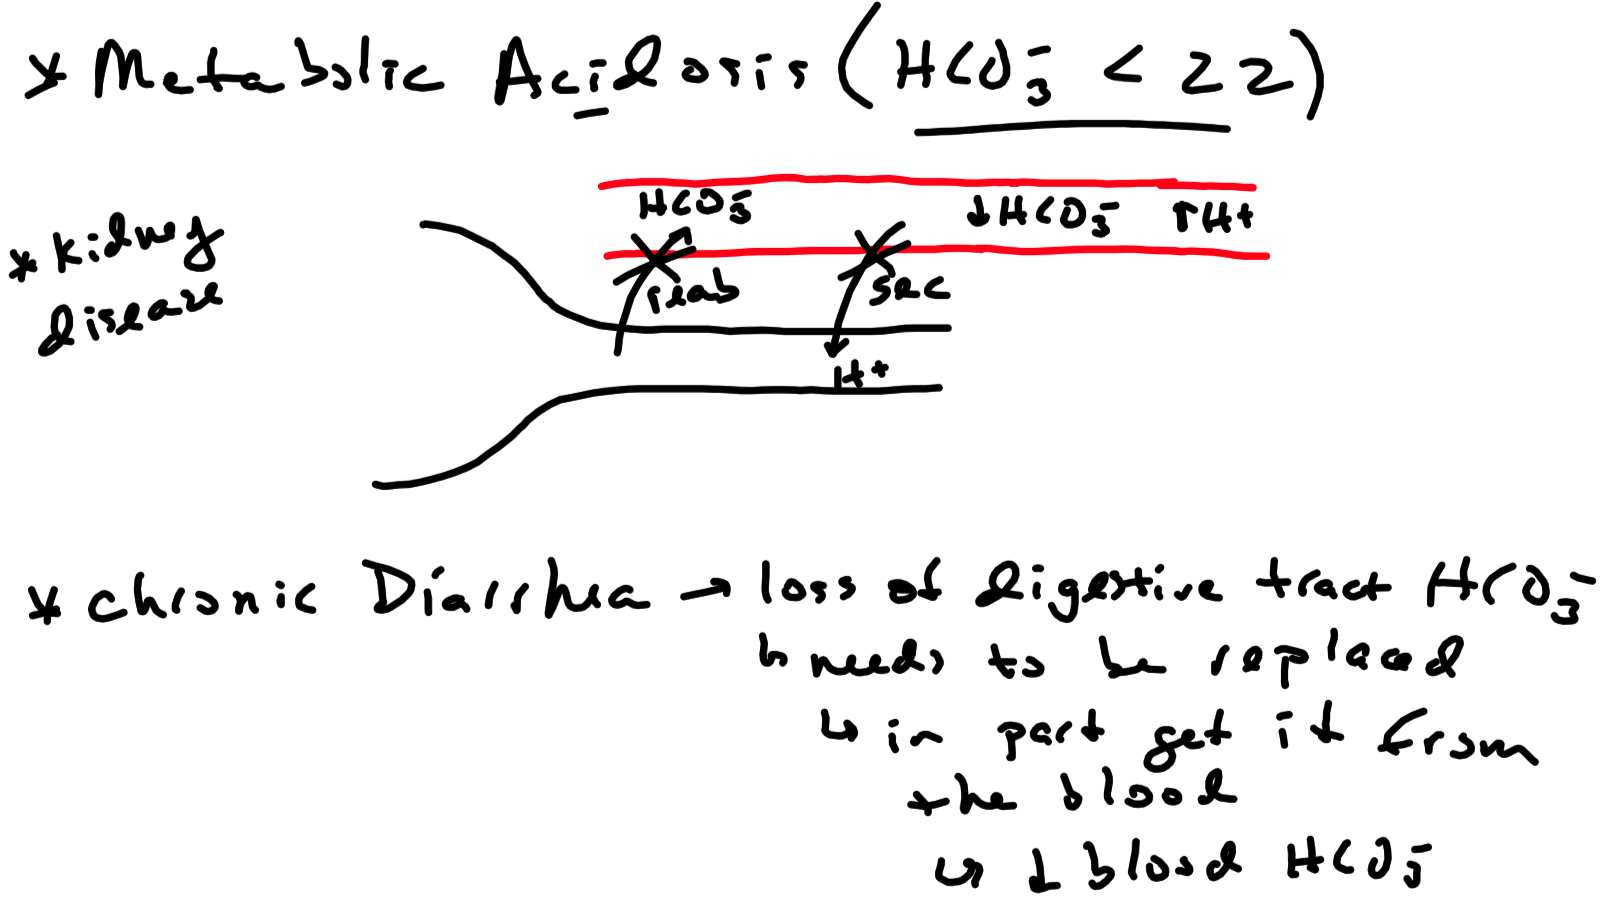 * Metabolic Acidosis (HCO₃⁻ < 22)
HCO₃⁻ ↓HCO₃⁻ ↑H+
* kidney
disease
reab sec
H+
* Chronic Diarrhea → loss of digestive tract HCO₃⁻
↳ needs to be replaced
↳ in part get it from
the blood
↳ ↓ blood HCO₃⁻